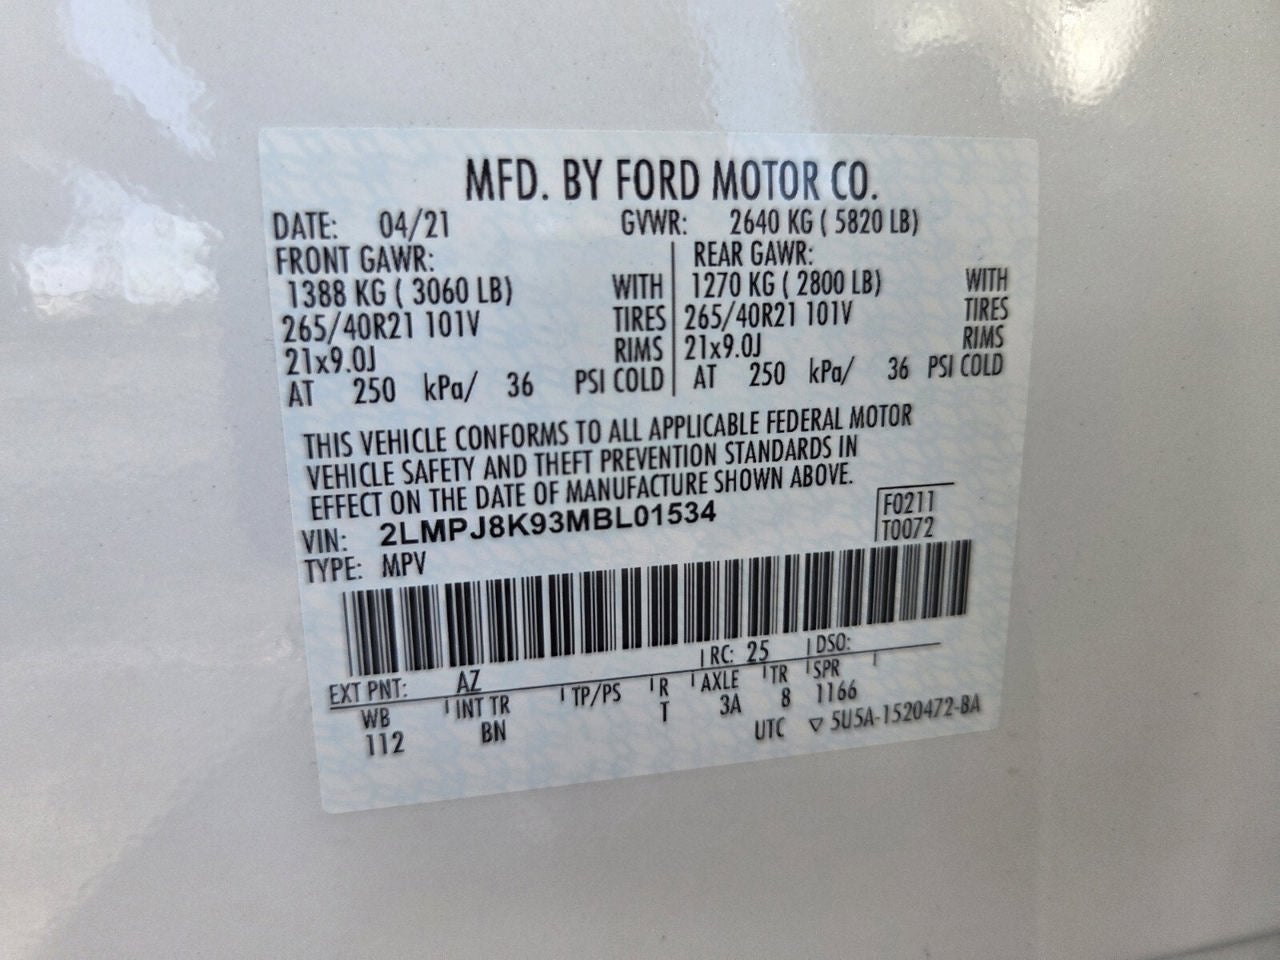 MFD. BY FORD MOTOR CO.
DATE: 04/21 GVWR: 2640 KG ( 5820 LB)
FRONT GAWR: REAR GAWR:
1388 KG ( 3060 LB) WITH 1270 KG ( 2800 LB) WITH
265/40R21 101V TIRES 265/40R21 101V TIRES
21x9.0J RIMS 21x9.0J RIMS
AT 250 kPa/ 36 PSI COLD AT 250 kPa/ 36 PSI COLD
THIS VEHICLE CONFORMS TO ALL APPLICABLE FEDERAL MOTOR
VEHICLE SAFETY AND THEFT PREVENTION STANDARDS IN
EFFECT ON THE DATE OF MANUFACTURE SHOWN ABOVE.
VIN: 2LMPJ8K93MBL01534 F0211
TYPE: MPV T0072
EXT PNT: AZ RC: 25 DSO:
WB INT TR TP/PS R AXLE TR SPR
112 BN T 3A 8 1166
UTC ▽ 5U5A-1520472-BA